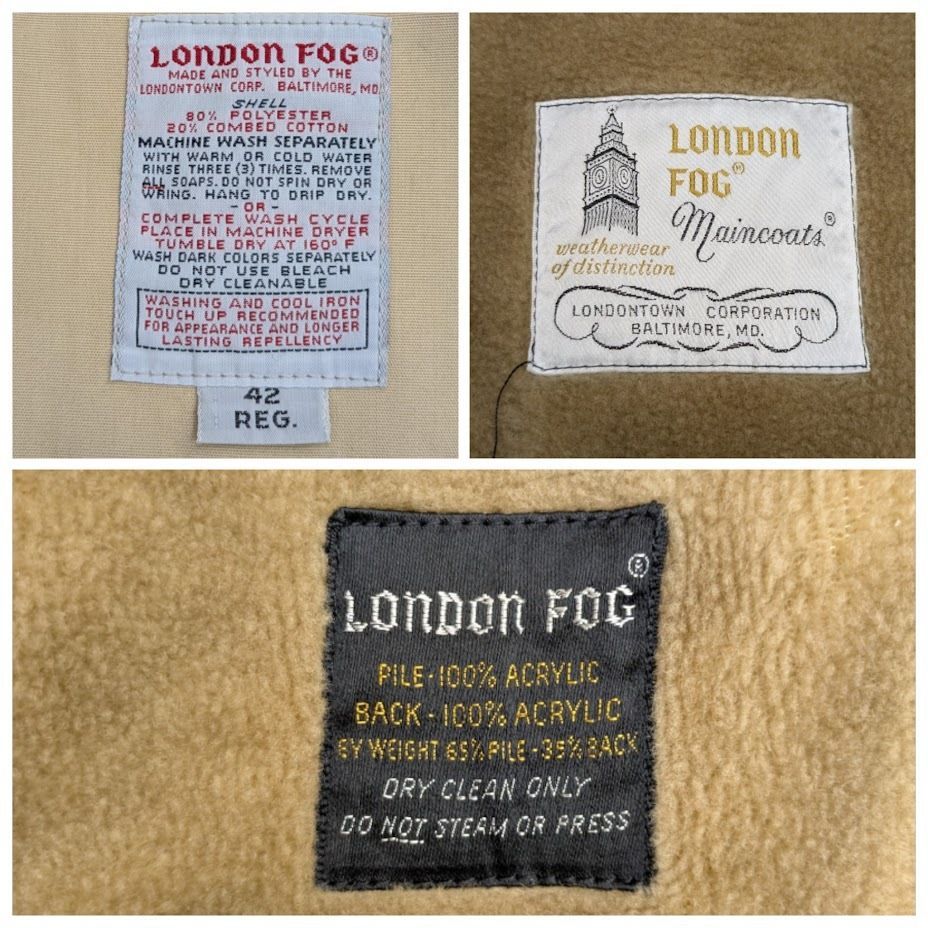 LONDON FOG®
MADE AND STYLED BY THE
LONDONTOWN CORP. BALTIMORE, MD.
SHELL
80% POLYESTER
20% COMBED COTTON
MACHINE WASH SEPARATELY
WITH WARM OR COLD WATER
RINSE THREE (3) TIMES. REMOVE
ALL SOAPS. DO NOT SPIN DRY OR
WRING. HANG TO DRIP DRY.
- OR -
COMPLETE WASH CYCLE
PLACE IN MACHINE DRYER
TUMBLE DRY AT 160° F
WASH DARK COLORS SEPARATELY
DO NOT USE BLEACH
DRY CLEANABLE
WASHING AND COOL IRON
TOUCH UP RECOMMENDED
FOR APPEARANCE AND LONGER
LASTING REPELLENCY
42
REG.
LONDON
FOG®
Maincoats®
weatherwear
of distinction
LONDONTOWN CORPORATION
BALTIMORE, MD.
LONDON FOG®
PILE-100% ACRYLIC
BACK-100% ACRYLIC
BY WEIGHT 65% PILE-35% BACK
DRY CLEAN ONLY
DO NOT STEAM OR PRESS